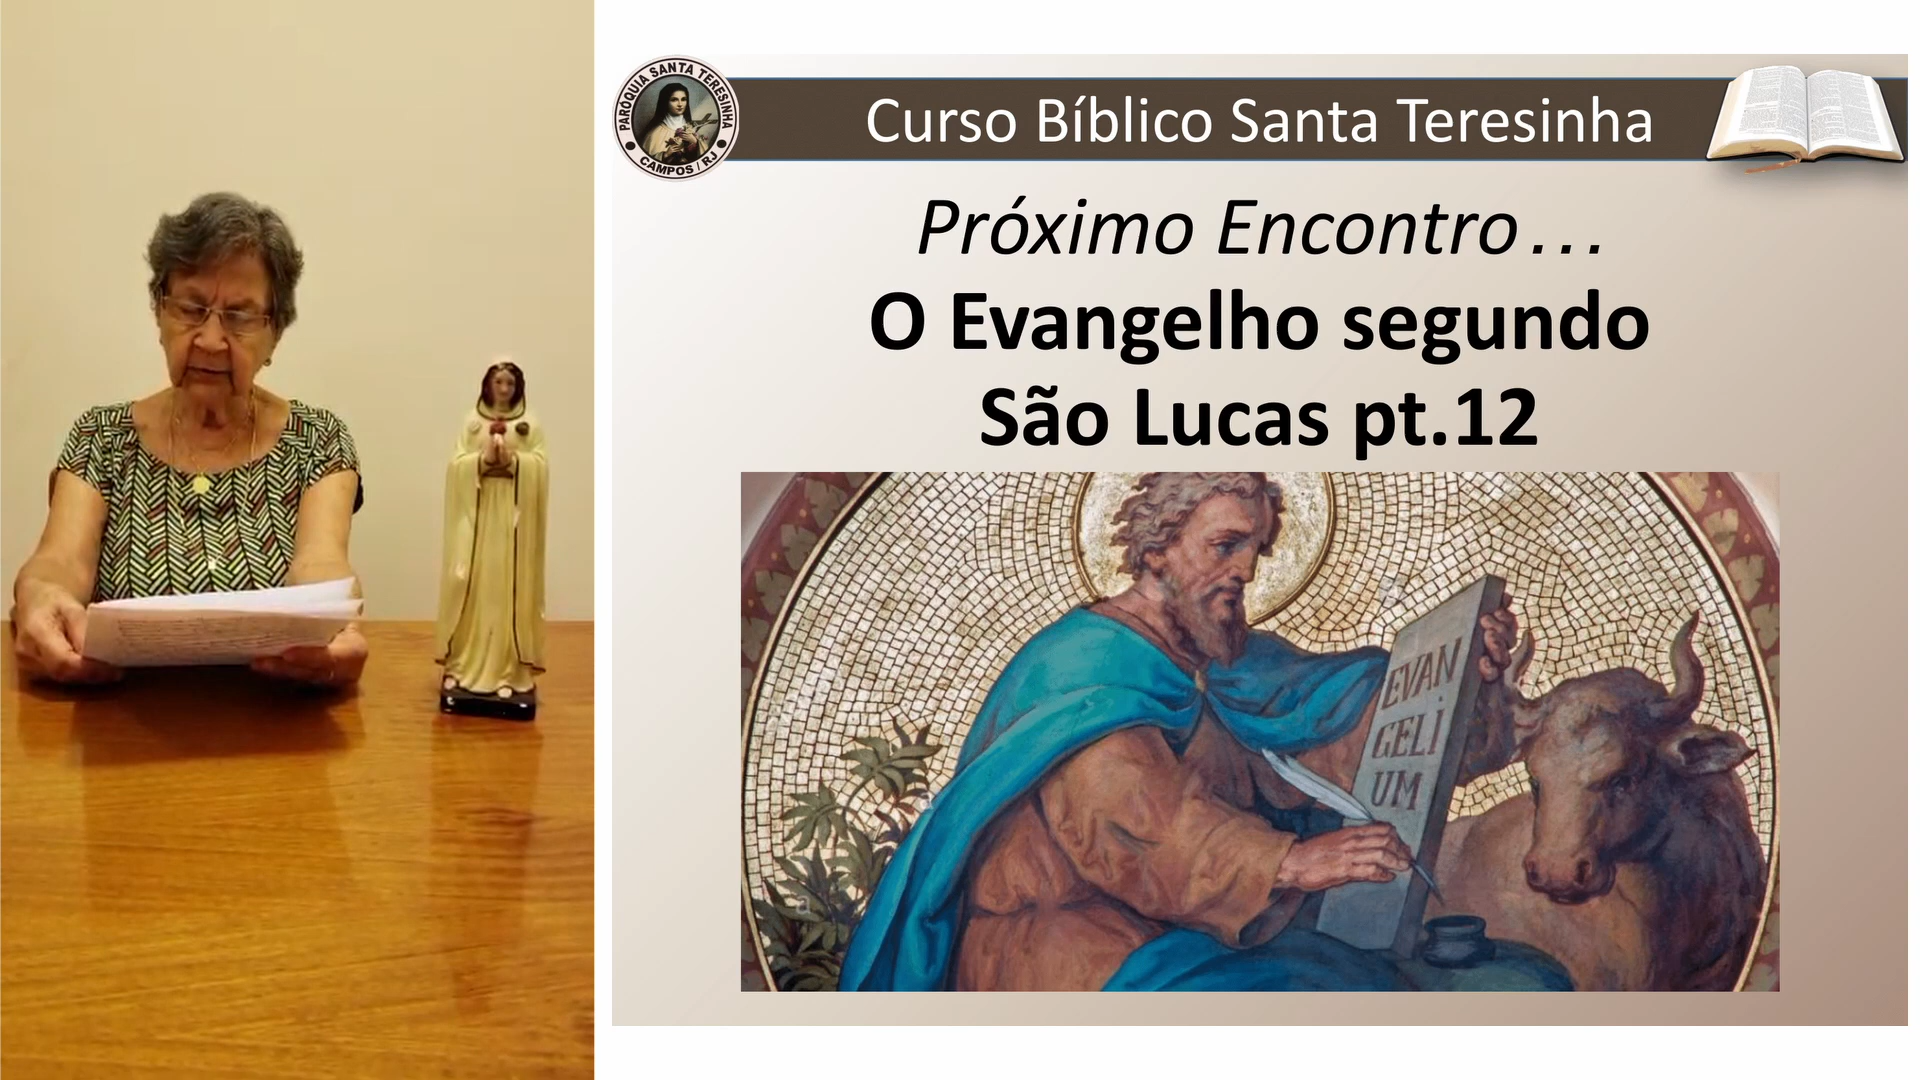 PARÓQUIA SANTA TERESINHA
CAMPOS / RJ
Curso Bíblico Santa Teresinha
Próximo Encontro...
O Evangelho segundo
São Lucas pt.12
EVAN
GELI
UM
a